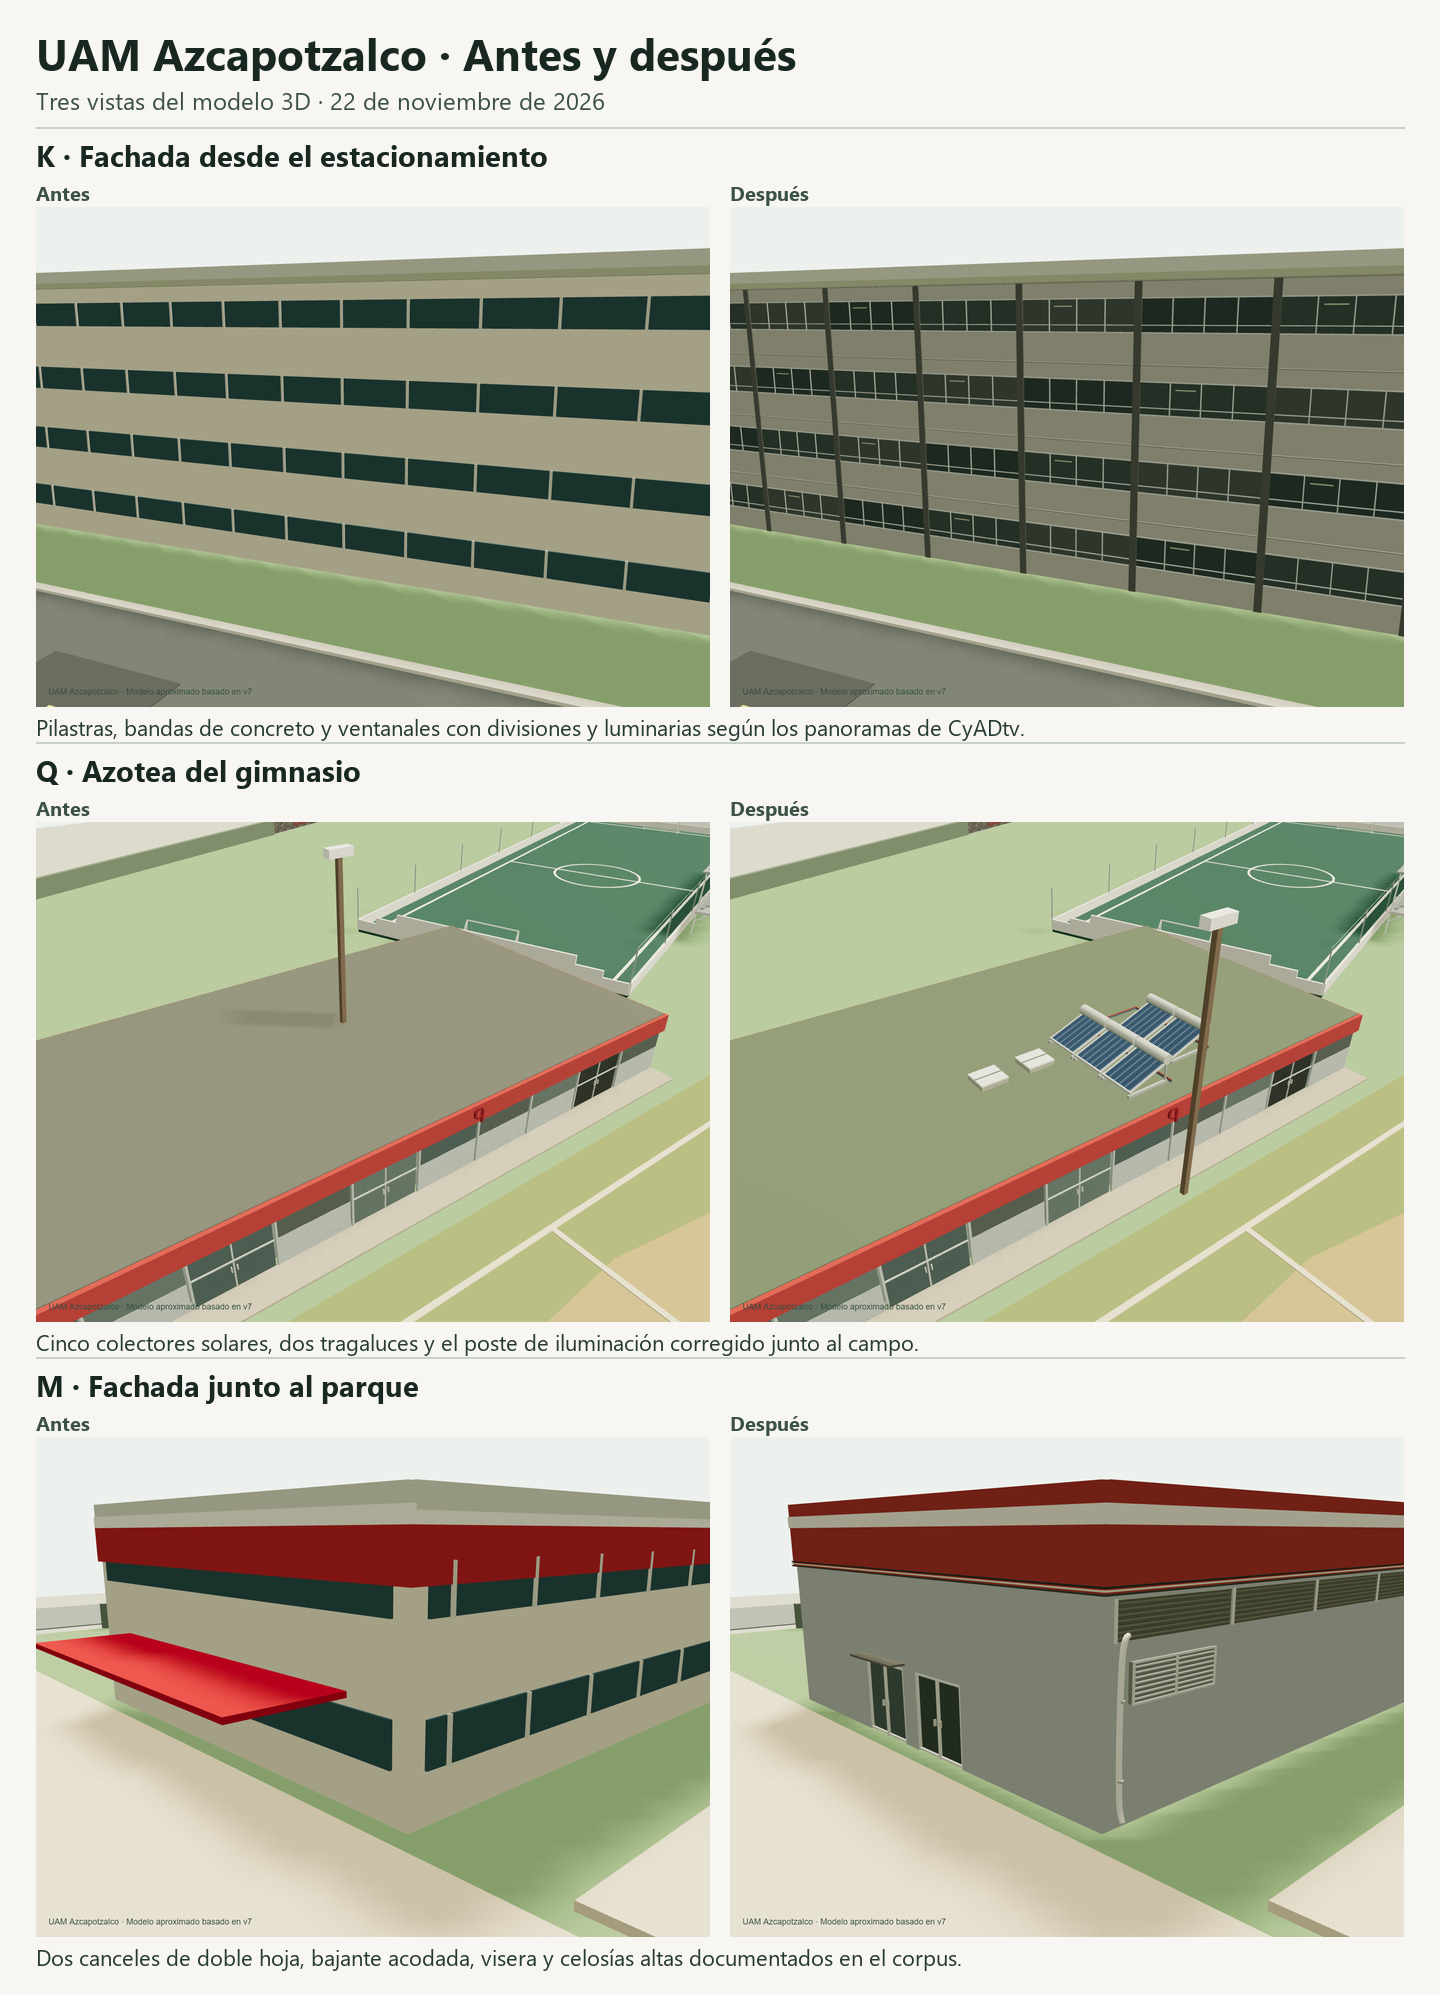 UAM Azcapotzalco · Antes y después
Tres vistas del modelo 3D · 22 de noviembre de 2026
K · Fachada desde el estacionamiento
Antes
Después
UAM Azcapotzalco · Modelo aproximado basado en v7
UAM Azcapotzalco · Modelo aproximado basado en v7
Pilastras, bandas de concreto y ventanales con divisiones y luminarias según los panoramas de CyADtv.
Q · Azotea del gimnasio
Antes
Después
q
q
UAM Azcapotzalco · Modelo aproximado basado en v7
UAM Azcapotzalco · Modelo aproximado basado en v7
Cinco colectores solares, dos tragaluces y el poste de iluminación corregido junto al campo.
M · Fachada junto al parque
Antes
Después
UAM Azcapotzalco · Modelo aproximado basado en v7
UAM Azcapotzalco · Modelo aproximado basado en v7
Dos canceles de doble hoja, bajante acodada, visera y celosías altas documentados en el corpus.